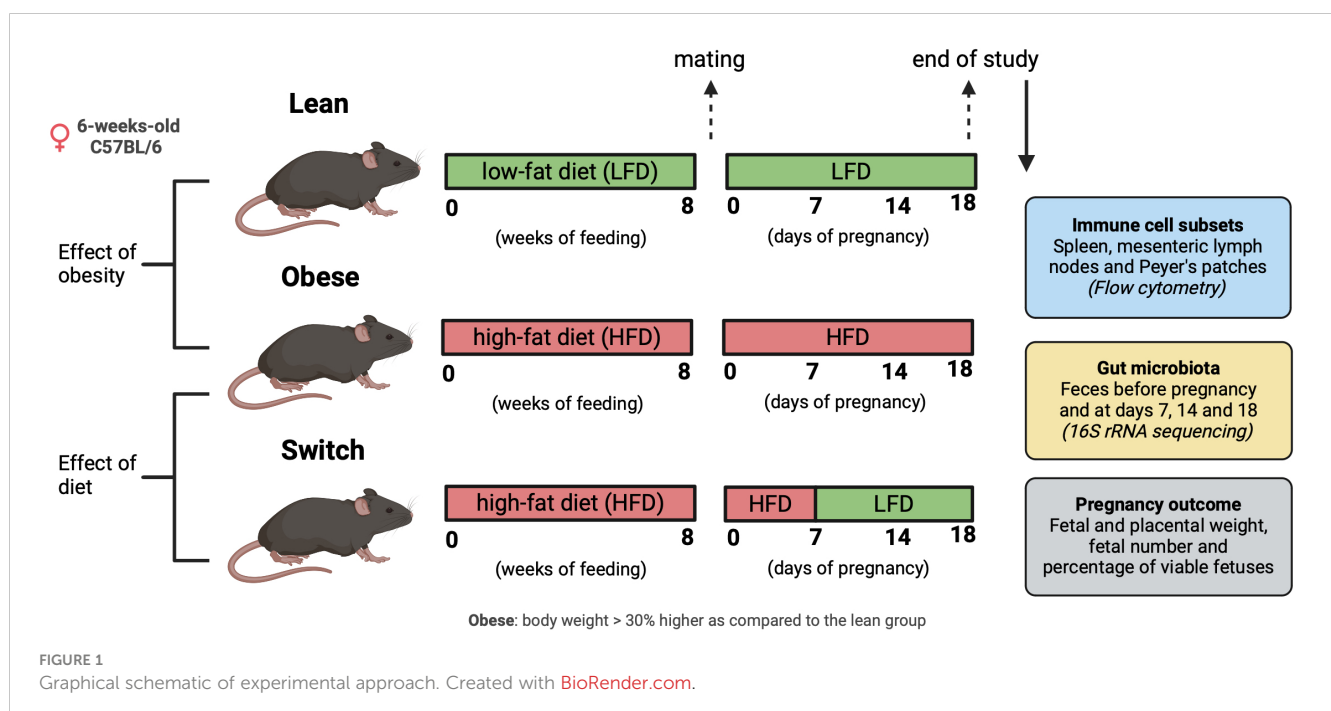 mating
end of study
♀ 6-weeks-old
C57BL/6
Lean
low-fat diet (LFD)
LFD
0 8
0 7 14 18
(weeks of feeding)
(days of pregnancy)
Effect of
obesity
Obese
high-fat diet (HFD)
HFD
0 8
0 7 14 18
(weeks of feeding)
(days of pregnancy)
Effect of
diet
Switch
high-fat diet (HFD)
HFD LFD
0 8
0 7 14 18
(weeks of feeding)
(days of pregnancy)
Immune cell subsets
Spleen, mesenteric lymph
nodes and Peyer's patches
(Flow cytometry)
Gut microbiota
Feces before pregnancy
and at days 7, 14 and 18
(16S rRNA sequencing)
Pregnancy outcome
Fetal and placental weight,
fetal number and
percentage of viable fetuses
Obese: body weight > 30% higher as compared to the lean group
FIGURE 1
Graphical schematic of experimental approach. Created with BioRender.com.